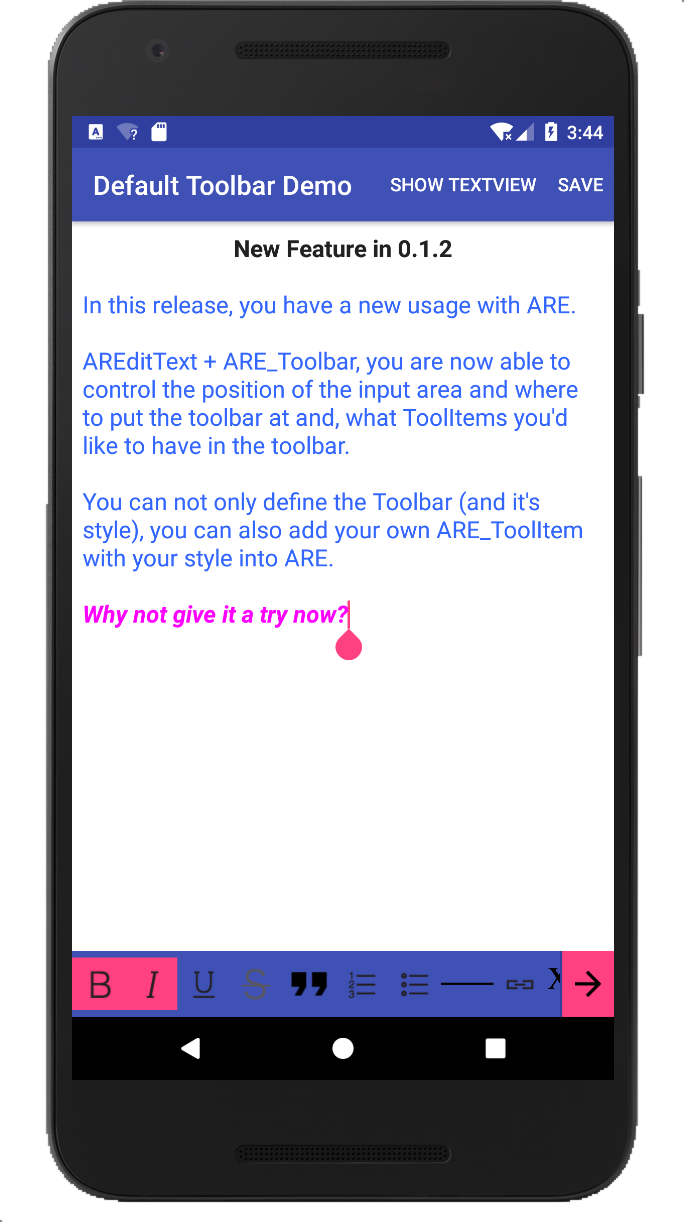 3:44
Default Toolbar Demo SHOW TEXTVIEW SAVE
New Feature in 0.1.2
In this release, you have a new usage with ARE.
AREditText + ARE_Toolbar, you are now able to
control the position of the input area and where
to put the toolbar at and, what ToolItems you'd
like to have in the toolbar.
You can not only define the Toolbar (and it's
style), you can also add your own ARE_ToolItem
with your style into ARE.
Why not give it a try now?
B I U S